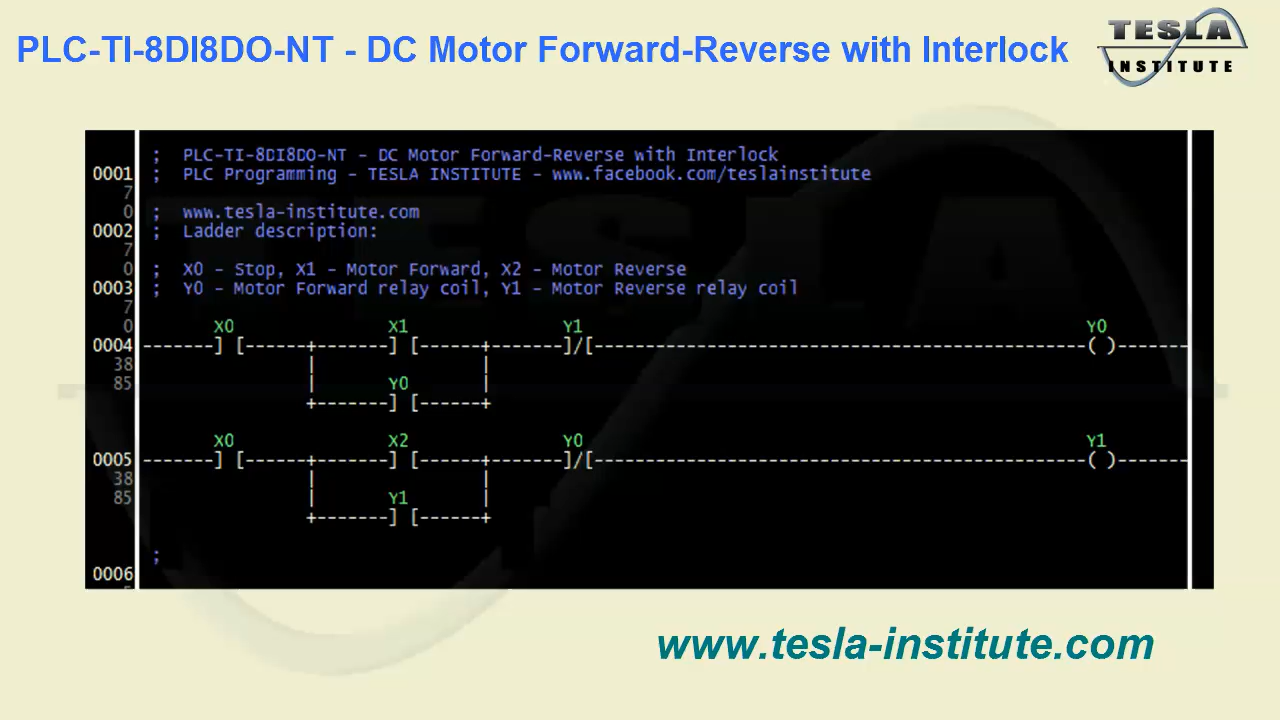 PLC-TI-8DI8DO-NT - DC Motor Forward-Reverse with Interlock
TESLA
INSTITUTE
; PLC-TI-8DI8DO-NT - DC Motor Forward-Reverse with Interlock
0001 ; PLC Programming - TESLA INSTITUTE - www.facebook.com/teslainstitute
7
0 ; www.tesla-institute.com
0002 ; Ladder description:
7
0 ; X0 - Stop, X1 - Motor Forward, X2 - Motor Reverse
0003 ; Y0 - Motor Forward relay coil, Y1 - Motor Reverse relay coil
7
0 X0 X1 Y1 Y0
0004 -------] [------+-------] [------+-------]/[----------------------------------------------( )-------
38 | |
85 | Y0 |
+-------] [------+
X0 X2 Y0 Y1
0005 -------] [------+-------] [------+-------]/[----------------------------------------------( )-------
38 | |
85 | Y1 |
+-------] [------+
;
0006
www.tesla-institute.com